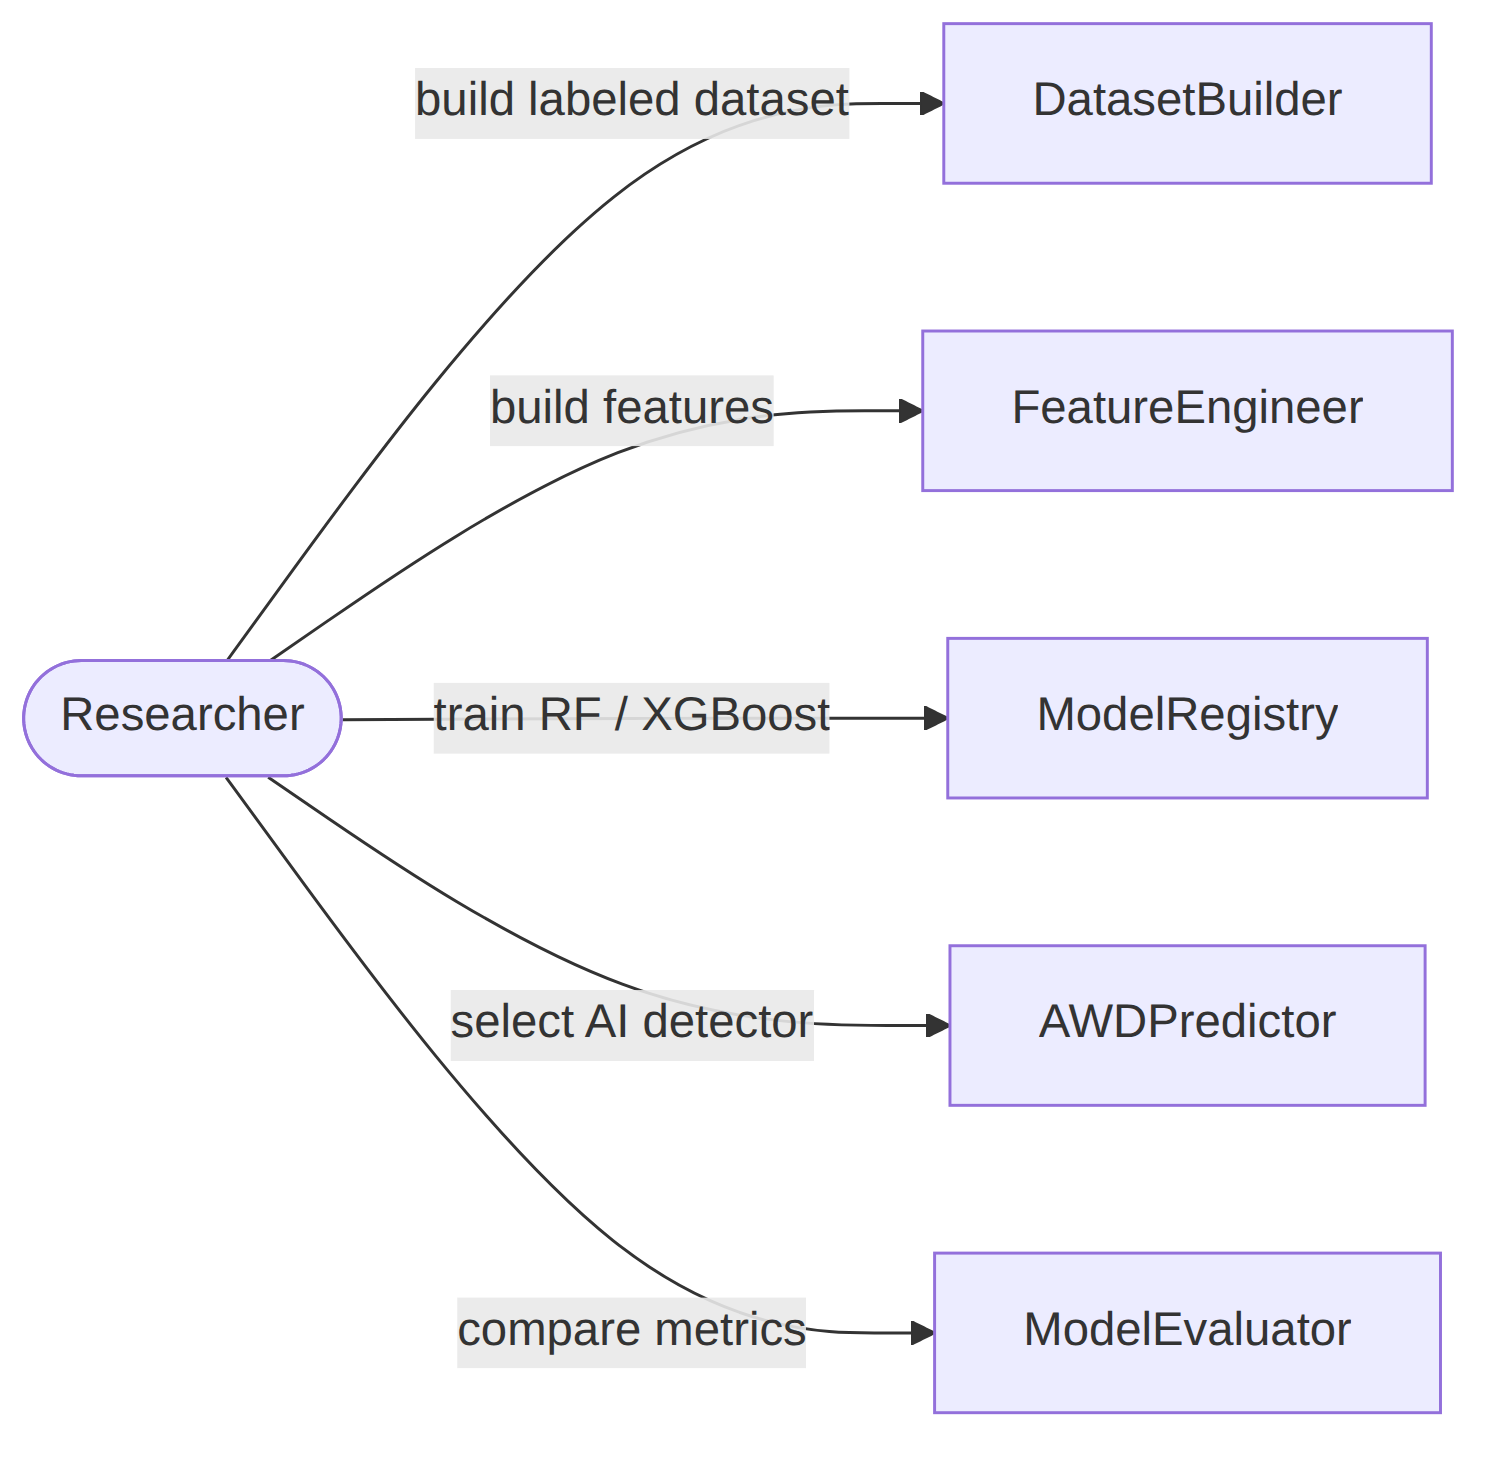 build labeled dataset
DatasetBuilder
build features
FeatureEngineer
Researcher
train RF / XGBoost
ModelRegistry
select AI detector
AWDPredictor
compare metrics
ModelEvaluator